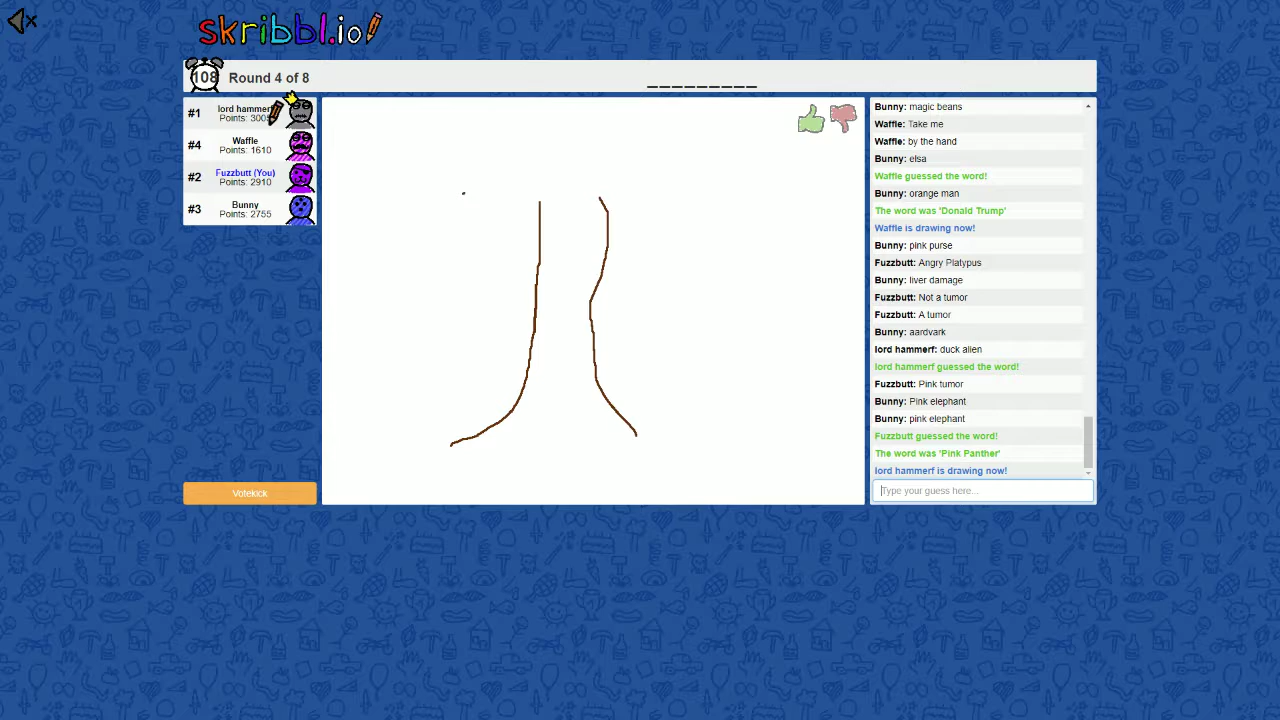 skribbl.io
108
Round 4 of 8
_________
#1
lord hammerf
Points: 3005
#4
Waffle
Points: 1610
#2
Fuzzbutt (You)
Points: 2910
#3
Bunny
Points: 2755
Votekick
Bunny: magic beans
Waffle: Take me
Waffle: by the hand
Bunny: elsa
Waffle guessed the word!
Bunny: orange man
The word was 'Donald Trump'
Waffle is drawing now!
Bunny: pink purse
Fuzzbutt: Angry Platypus
Bunny: liver damage
Fuzzbutt: Not a tumor
Fuzzbutt: A tumor
Bunny: aardvark
lord hammerf: duck alien
lord hammerf guessed the word!
Fuzzbutt: Pink tumor
Bunny: Pink elephant
Bunny: pink elephant
Fuzzbutt guessed the word!
The word was 'Pink Panther'
lord hammerf is drawing now!
Type your guess here...